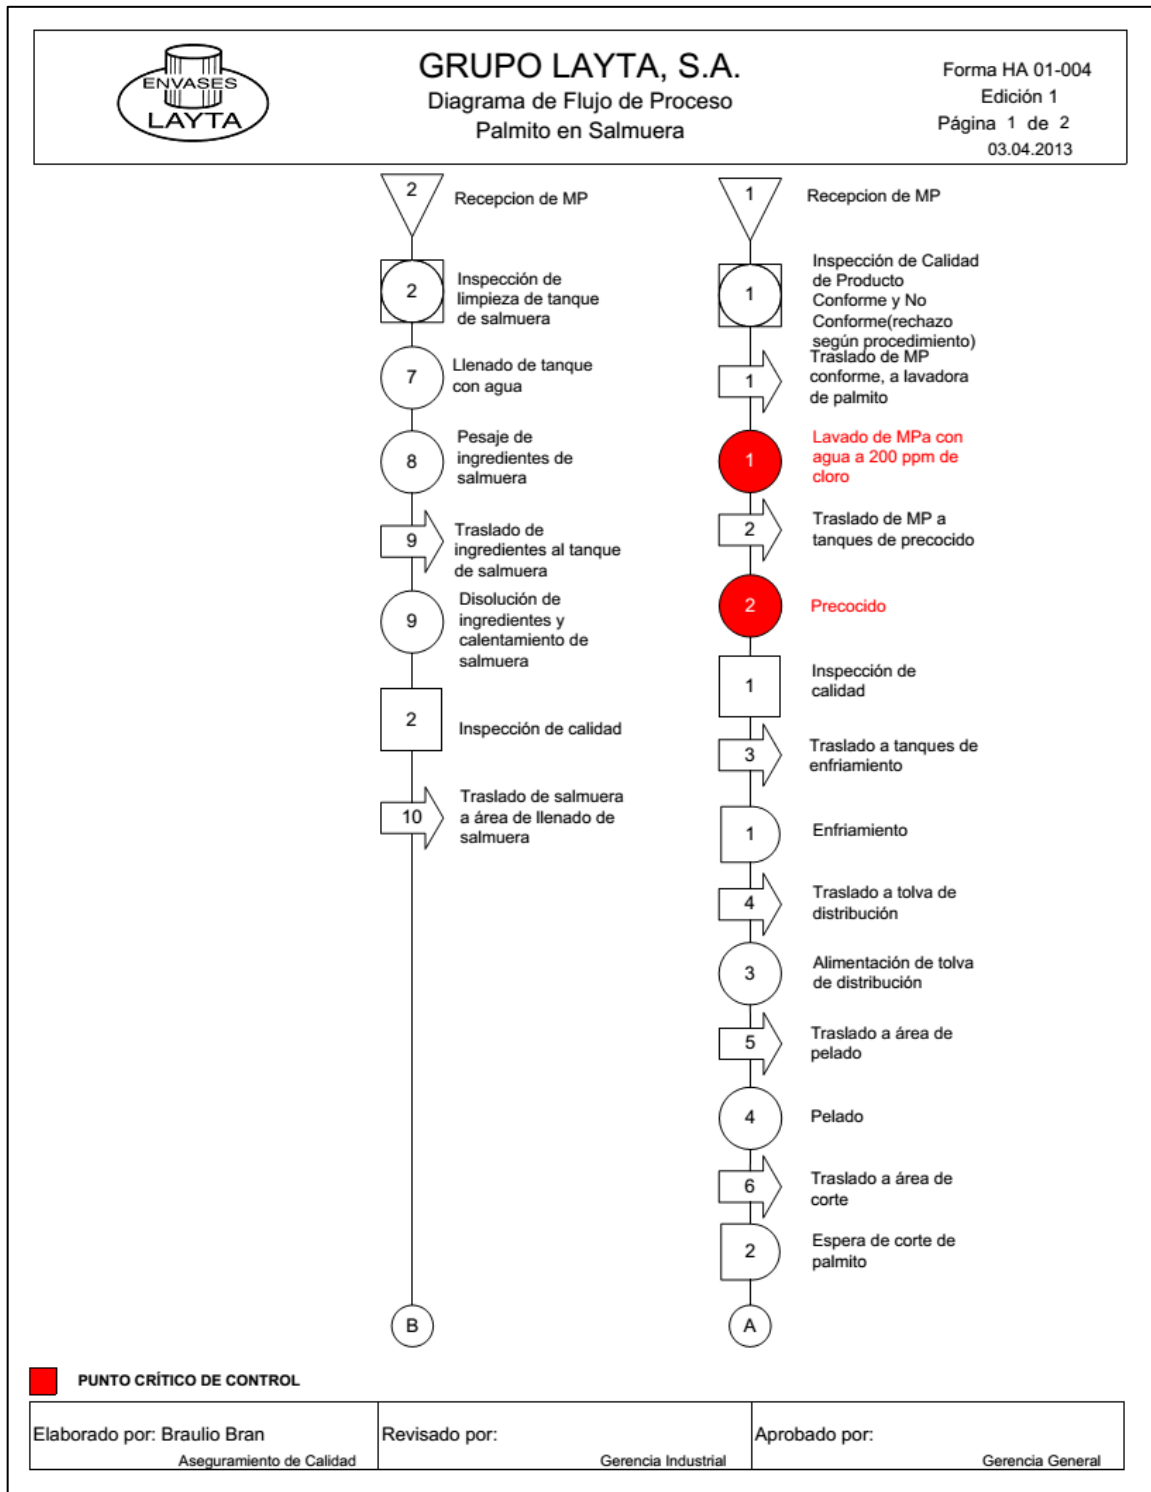 ENVASES
LAYTA
GRUPO LAYTA, S.A.
Diagrama de Flujo de Proceso
Palmito en Salmuera
Forma HA 01-004
Edición 1
Página 1 de 2
03.04.2013
2
Recepcion de MP
2
Inspección de
limpieza de tanque
de salmuera
7
Llenado de tanque
con agua
8
Pesaje de
ingredientes de
salmuera
9
Traslado de
ingredientes al tanque
de salmuera
9
Disolución de
ingredientes y
calentamiento de
salmuera
2
Inspección de calidad
10
Traslado de salmuera
a área de llenado de
salmuera
B
1
Recepcion de MP
1
Inspección de Calidad
de Producto
Conforme y No
Conforme(rechazo
según procedimiento)
1
Traslado de MP
conforme, a lavadora
de palmito
1
Lavado de MPa con
agua a 200 ppm de
cloro
2
Traslado de MP a
tanques de precocido
2
Precocido
1
Inspección de
calidad
3
Traslado a tanques de
enfriamiento
1
Enfriamiento
4
Traslado a tolva de
distribución
3
Alimentación de tolva
de distribución
5
Traslado a área de
pelado
4
Pelado
6
Traslado a área de
corte
2
Espera de corte de
palmito
A
PUNTO CRÍTICO DE CONTROL
Elaborado por: Braulio Bran
Aseguramiento de Calidad
Revisado por:
Gerencia Industrial
Aprobado por:
Gerencia General